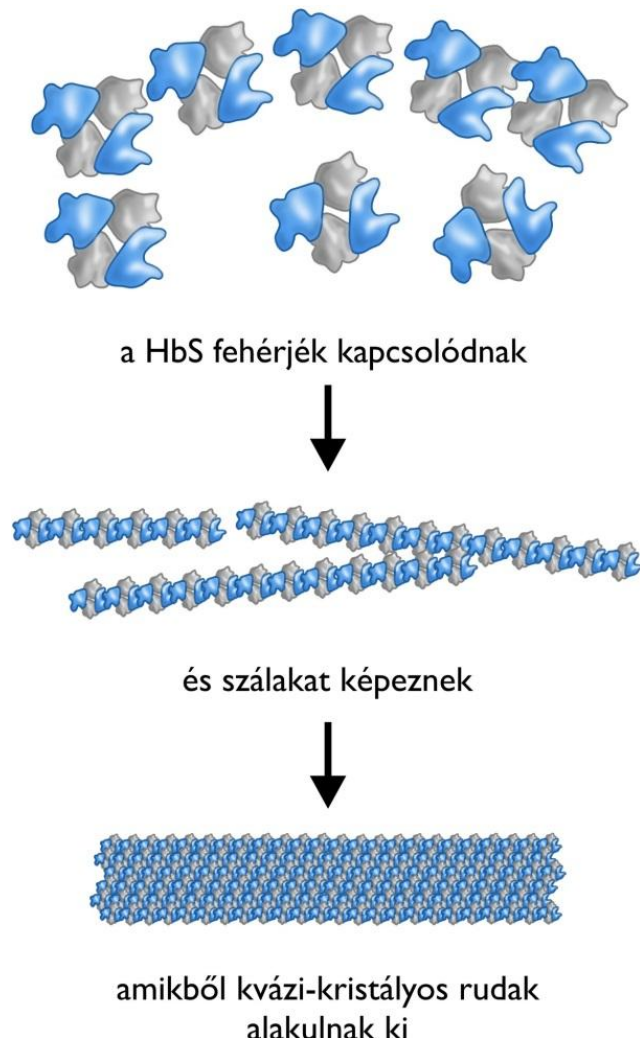 a HbS fehérjék kapcsolódnak
és szálakat képeznek
amikből kvázi-kristályos rudak
alakulnak ki